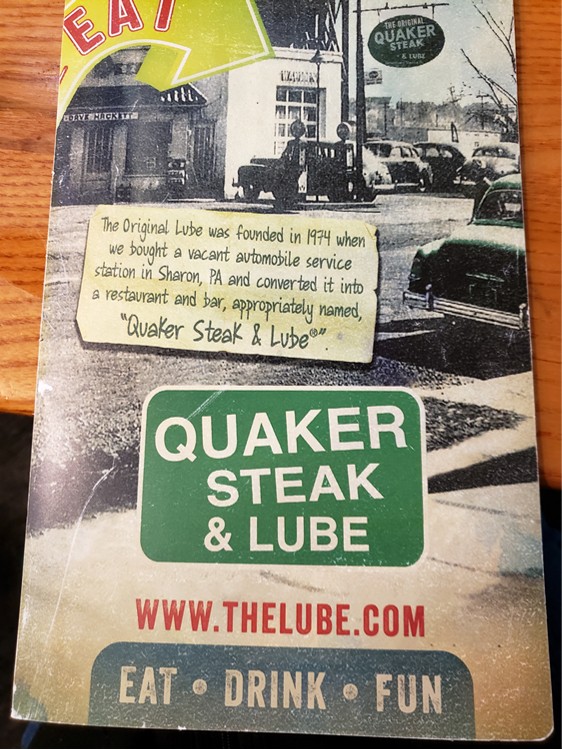 EAT
THE ORIGINAL
QUAKER
STEAK
& LUBE
DAVE HACKETT
The Original Lube was founded in 1974 when
we bought a vacant automobile service
station in Sharon, PA and converted it into
a restaurant and bar, appropriately named,
"Quaker Steak & Lube®".
QUAKER
STEAK
& LUBE
WWW.THELUBE.COM
EAT • DRINK • FUN